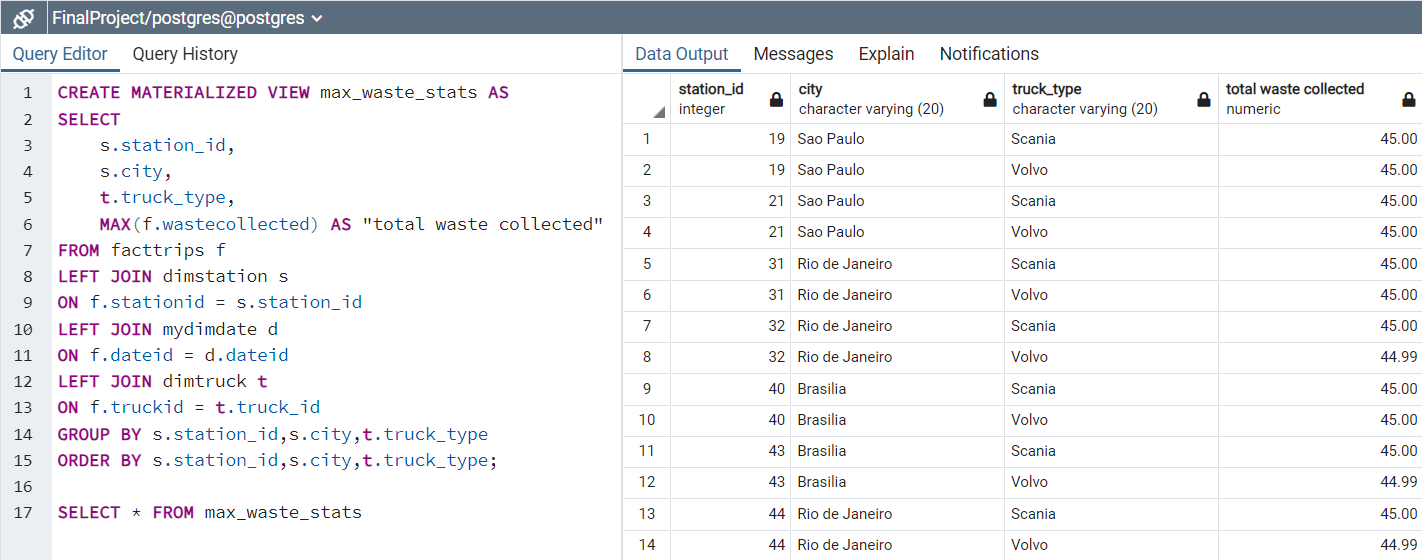 FinalProject/postgres@postgres
Query Editor Query History
1 CREATE MATERIALIZED VIEW max_waste_stats AS
2 SELECT
3 s.station_id,
4 s.city,
5 t.truck_type,
6 MAX(f.wastecollected) AS "total waste collected"
7 FROM facttrips f
8 LEFT JOIN dimstation s
9 ON f.stationid = s.station_id
10 LEFT JOIN mydimdate d
11 ON f.dateid = d.dateid
12 LEFT JOIN dimtruck t
13 ON f.truckid = t.truck_id
14 GROUP BY s.station_id,s.city,t.truck_type
15 ORDER BY s.station_id,s.city,t.truck_type;
16
17 SELECT * FROM max_waste_stats
Data Output Messages Explain Notifications
station_id city truck_type total waste collected
integer character varying (20) character varying (20) numeric
1 19 Sao Paulo Scania 45.00
2 19 Sao Paulo Volvo 45.00
3 21 Sao Paulo Scania 45.00
4 21 Sao Paulo Volvo 45.00
5 31 Rio de Janeiro Scania 45.00
6 31 Rio de Janeiro Volvo 45.00
7 32 Rio de Janeiro Scania 45.00
8 32 Rio de Janeiro Volvo 44.99
9 40 Brasilia Scania 45.00
10 40 Brasilia Volvo 45.00
11 43 Brasilia Scania 45.00
12 43 Brasilia Volvo 44.99
13 44 Rio de Janeiro Scania 45.00
14 44 Rio de Janeiro Volvo 44.99